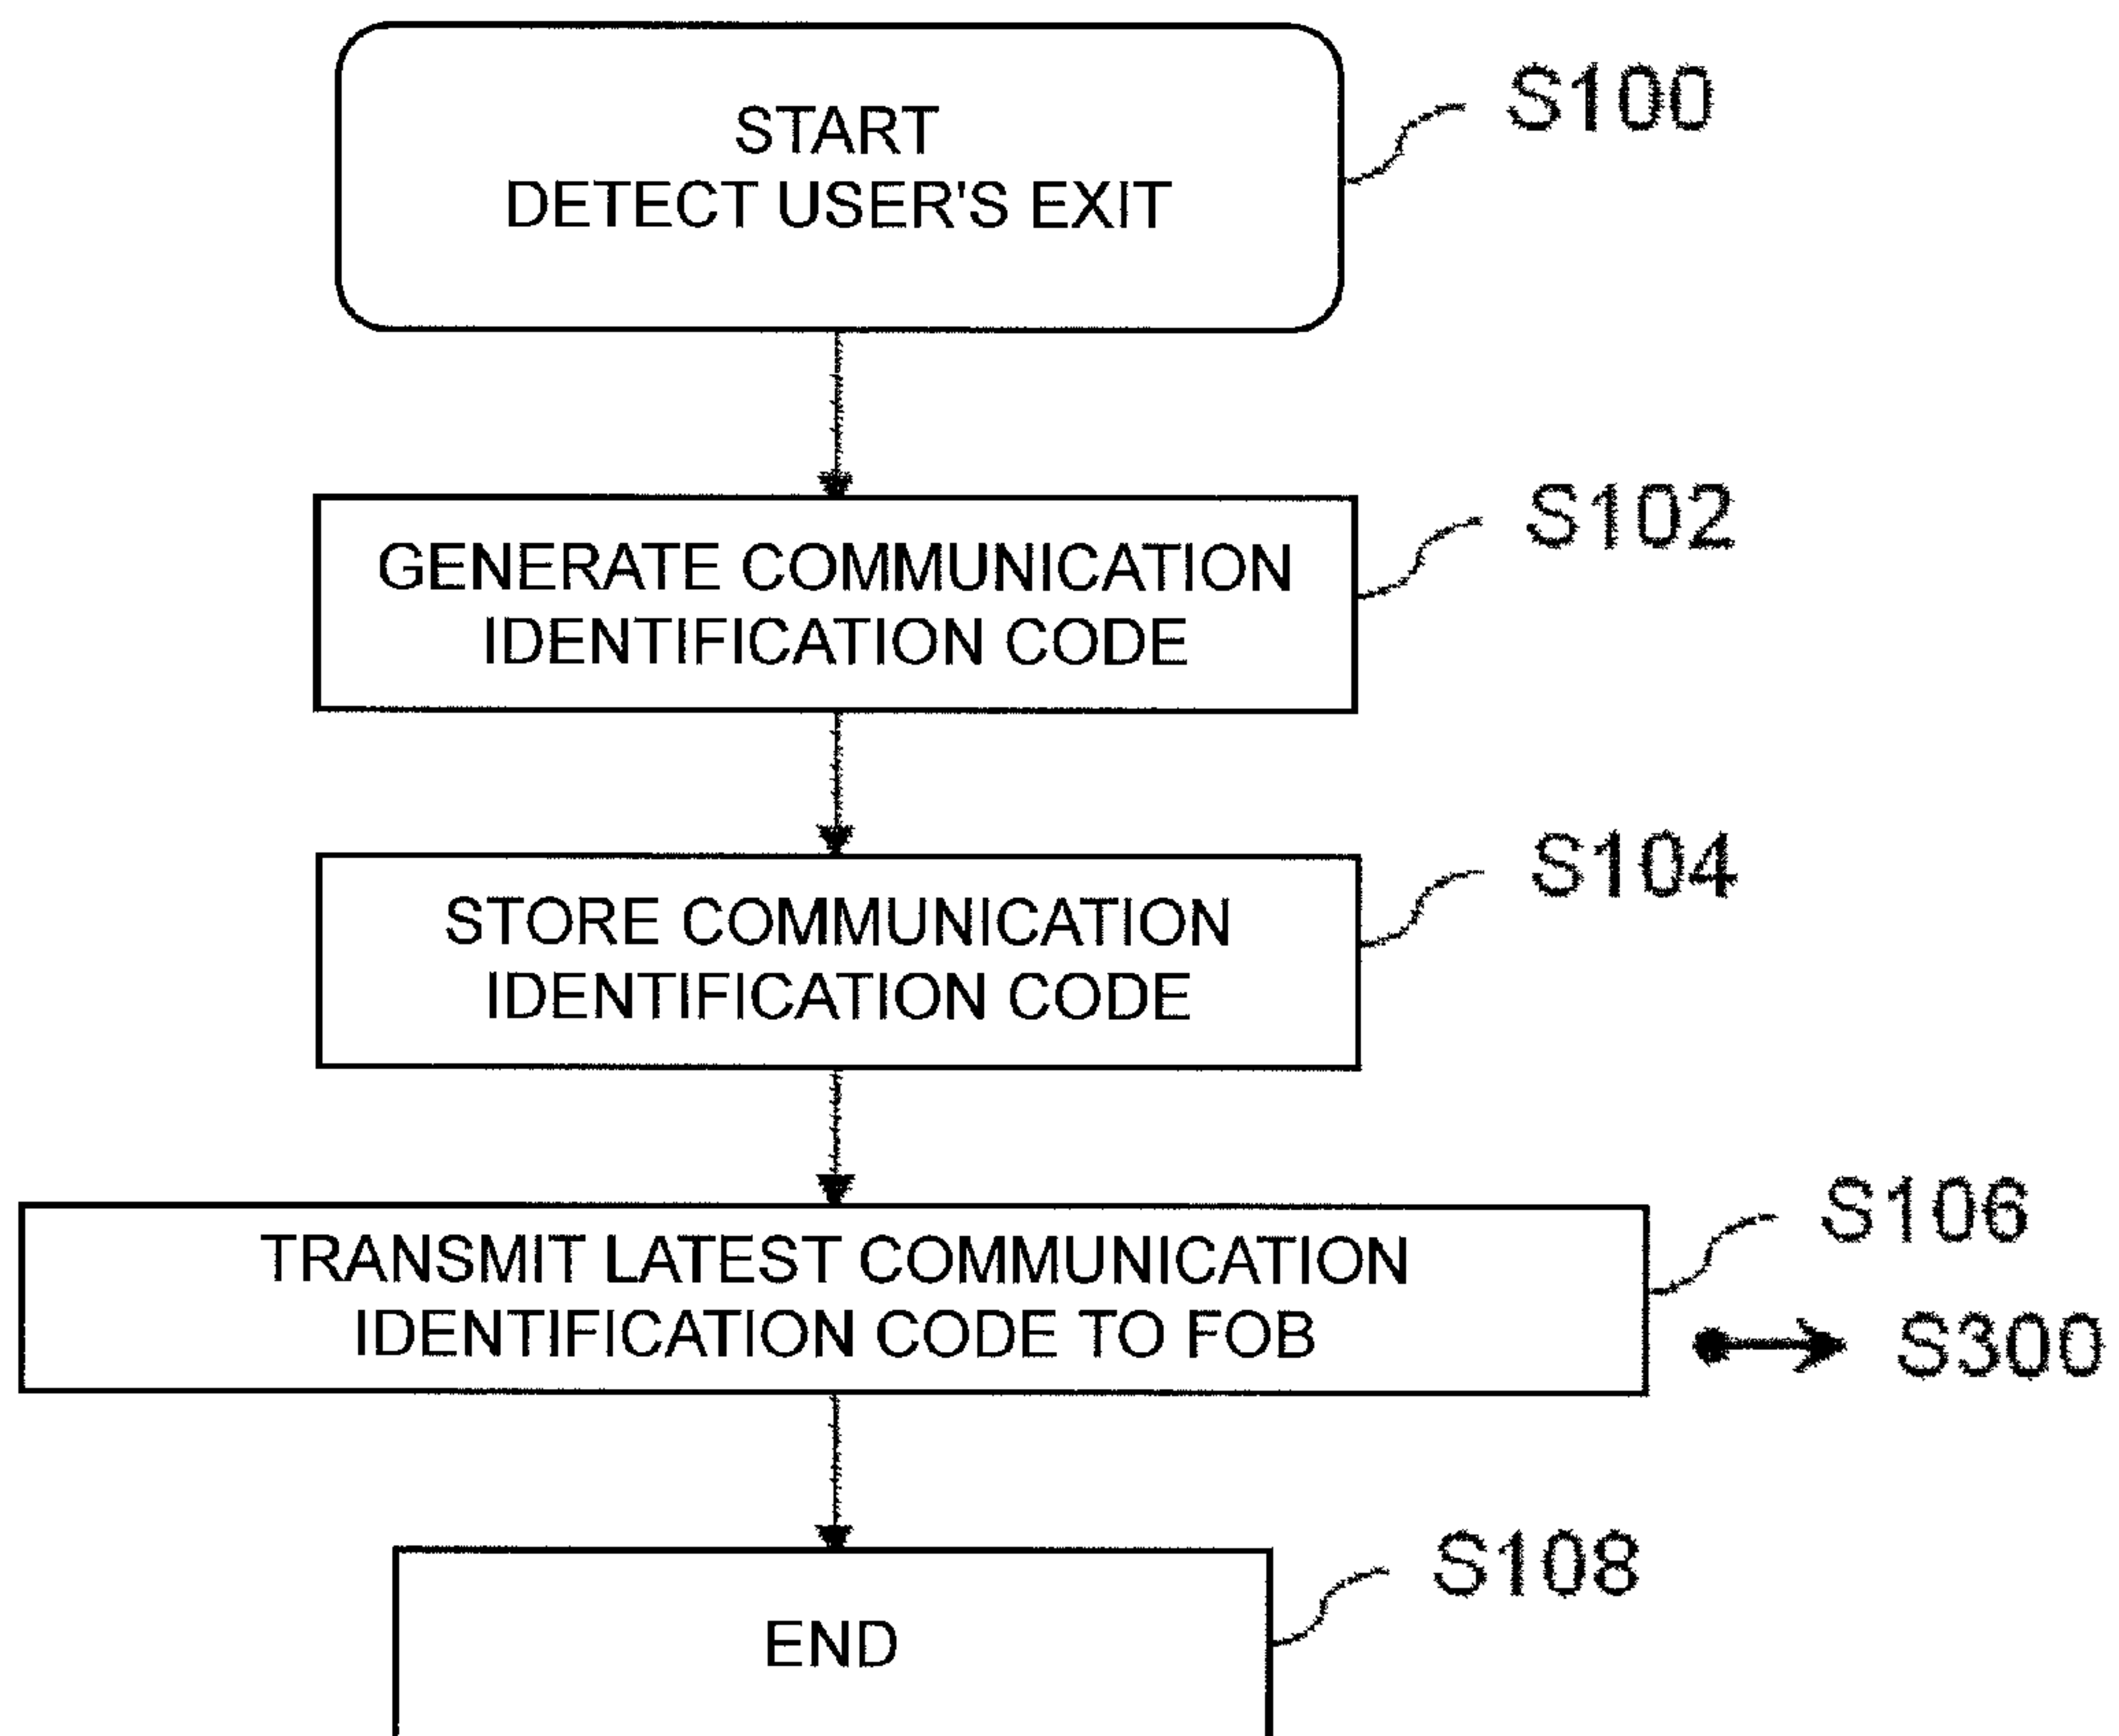 START
DETECT USER'S EXIT
S100
GENERATE COMMUNICATION
IDENTIFICATION CODE
S102
STORE COMMUNICATION
IDENTIFICATION CODE
S104
TRANSMIT LATEST COMMUNICATION
IDENTIFICATION CODE TO FOB
S106
S300
END
S108